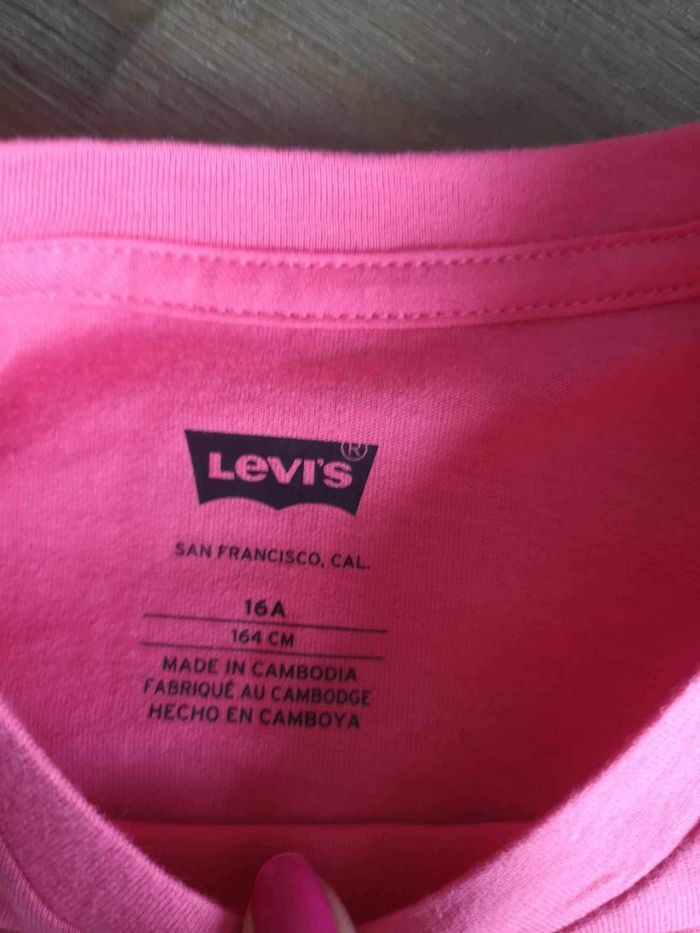 Levi's ®
SAN FRANCISCO, CAL.
16A
164 CM
MADE IN CAMBODIA
FABRIQUÉ AU CAMBODGE
HECHO EN CAMBOYA